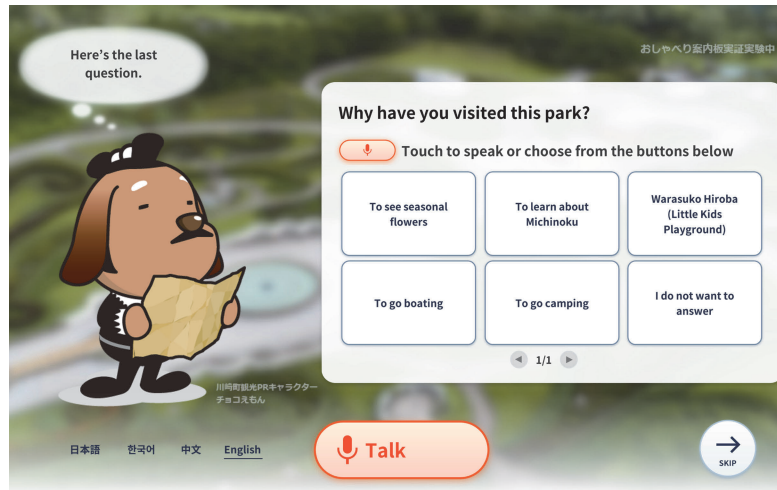 Here's the last
question.
おしゃべり案内板実証実験中
Why have you visited this park?
Touch to speak or choose from the buttons below
To see seasonal
flowers
To learn about
Michinoku
Warasuko Hiroba
(Little Kids
Playground)
To go boating
To go camping
I do not want to
answer
1/1
川崎町観光PRキャラクター
チョコえもん
日本語
한국어
中文
English
Talk
SKIP